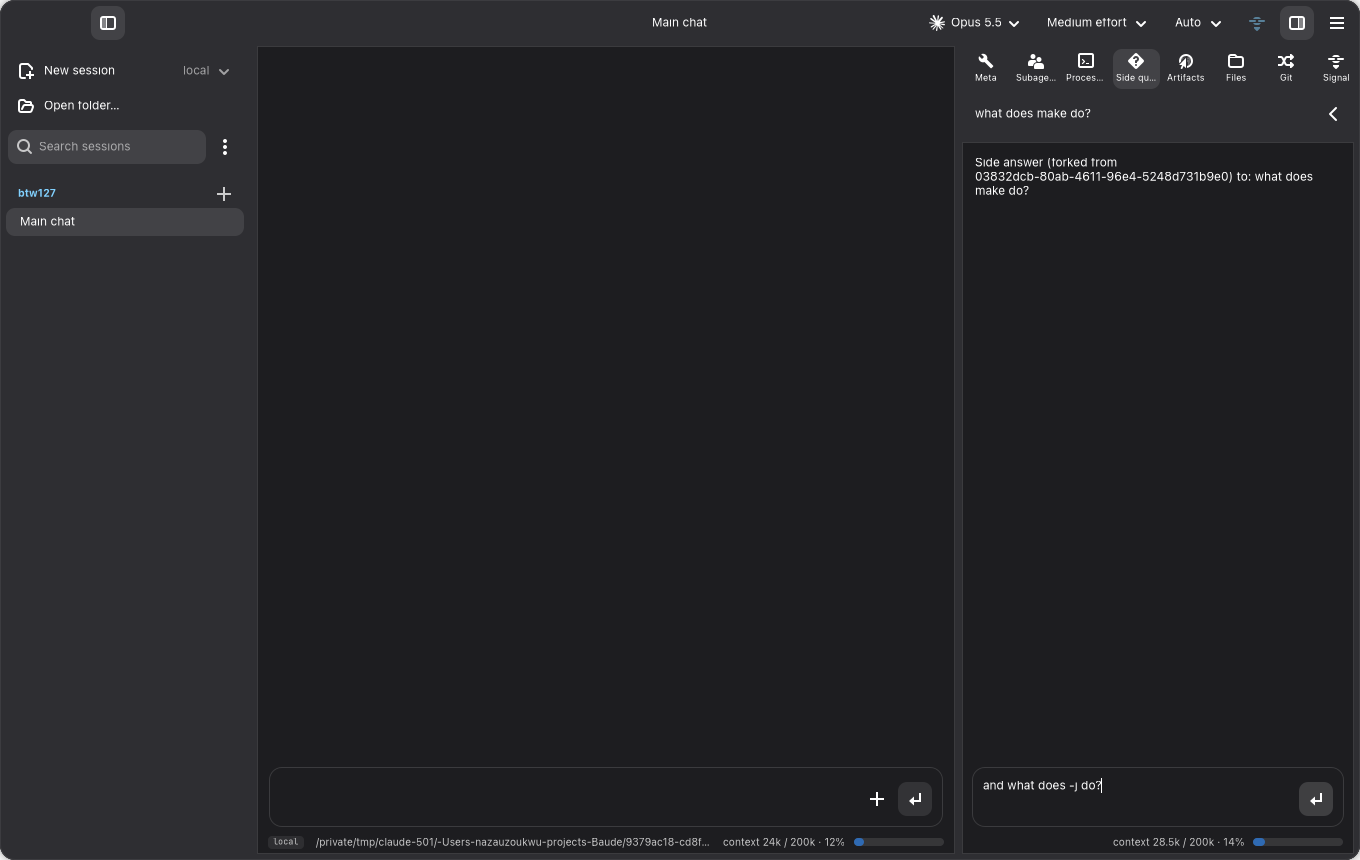 Main chat
Opus 5.5
Medium effort
Auto
New session
local
Open folder...
Search sessions
btw127
Main chat
Meta
Subage...
Proces...
Side qu...
Artifacts
Files
Git
Signal
what does make do?
Side answer (forked from
03832dcb-80ab-4611-96e4-5248d731b9e0) to: what does
make do?
and what does -j do?
local
/private/tmp/claude-501/-Users-nazauzoukwu-projects-Baude/9379ac18-cd8f...
context 24k / 200k · 12%
context 28.5k / 200k · 14%